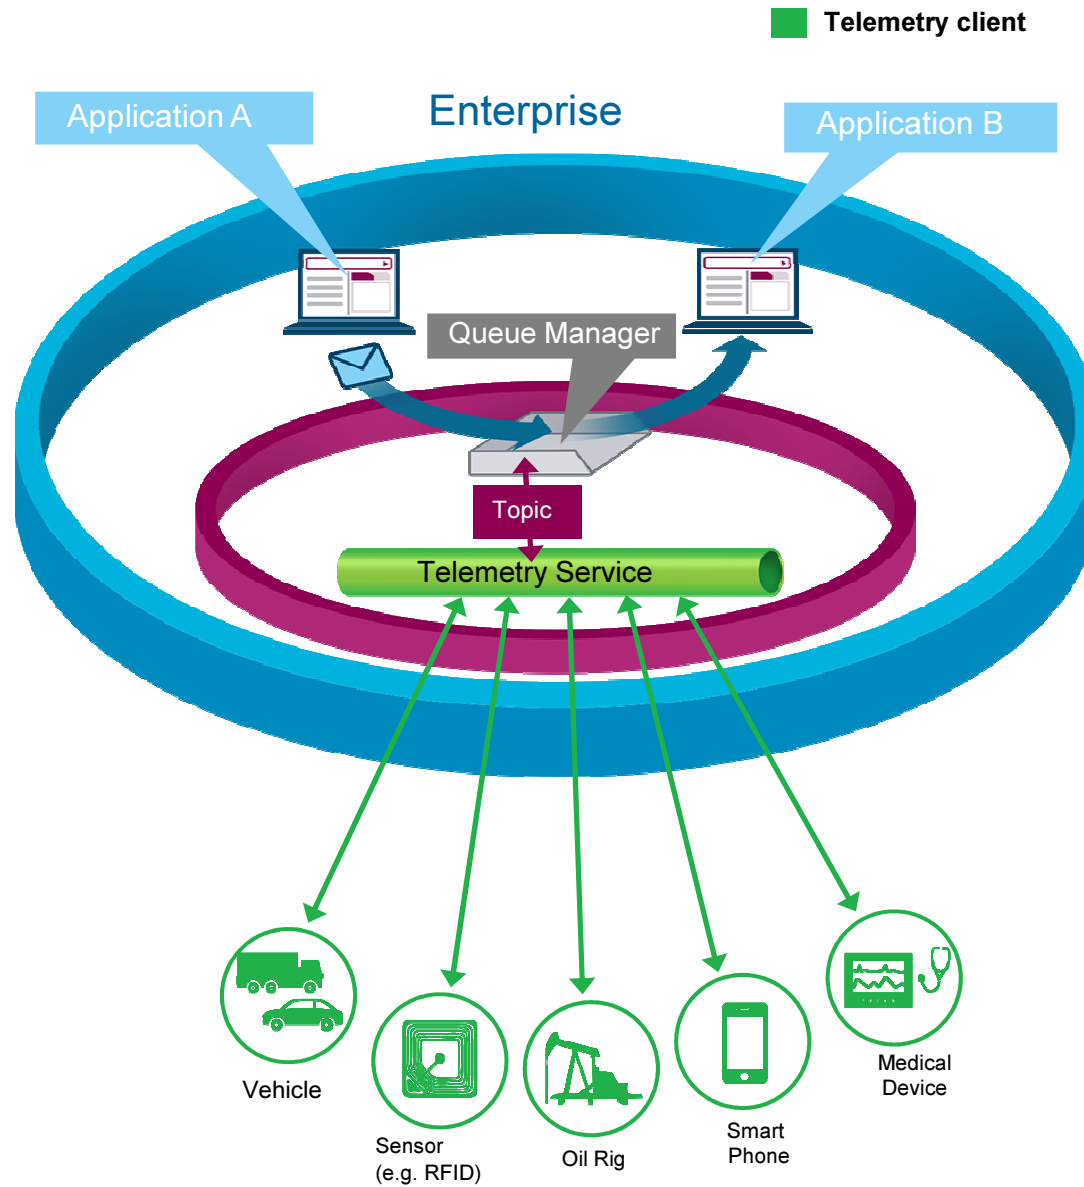 Telemetry client
Enterprise
Application A
Application B
Queue Manager
Topic
Telemetry Service
Vehicle
Sensor
(e.g. RFID)
Oil Rig
Smart
Phone
Medical
Device